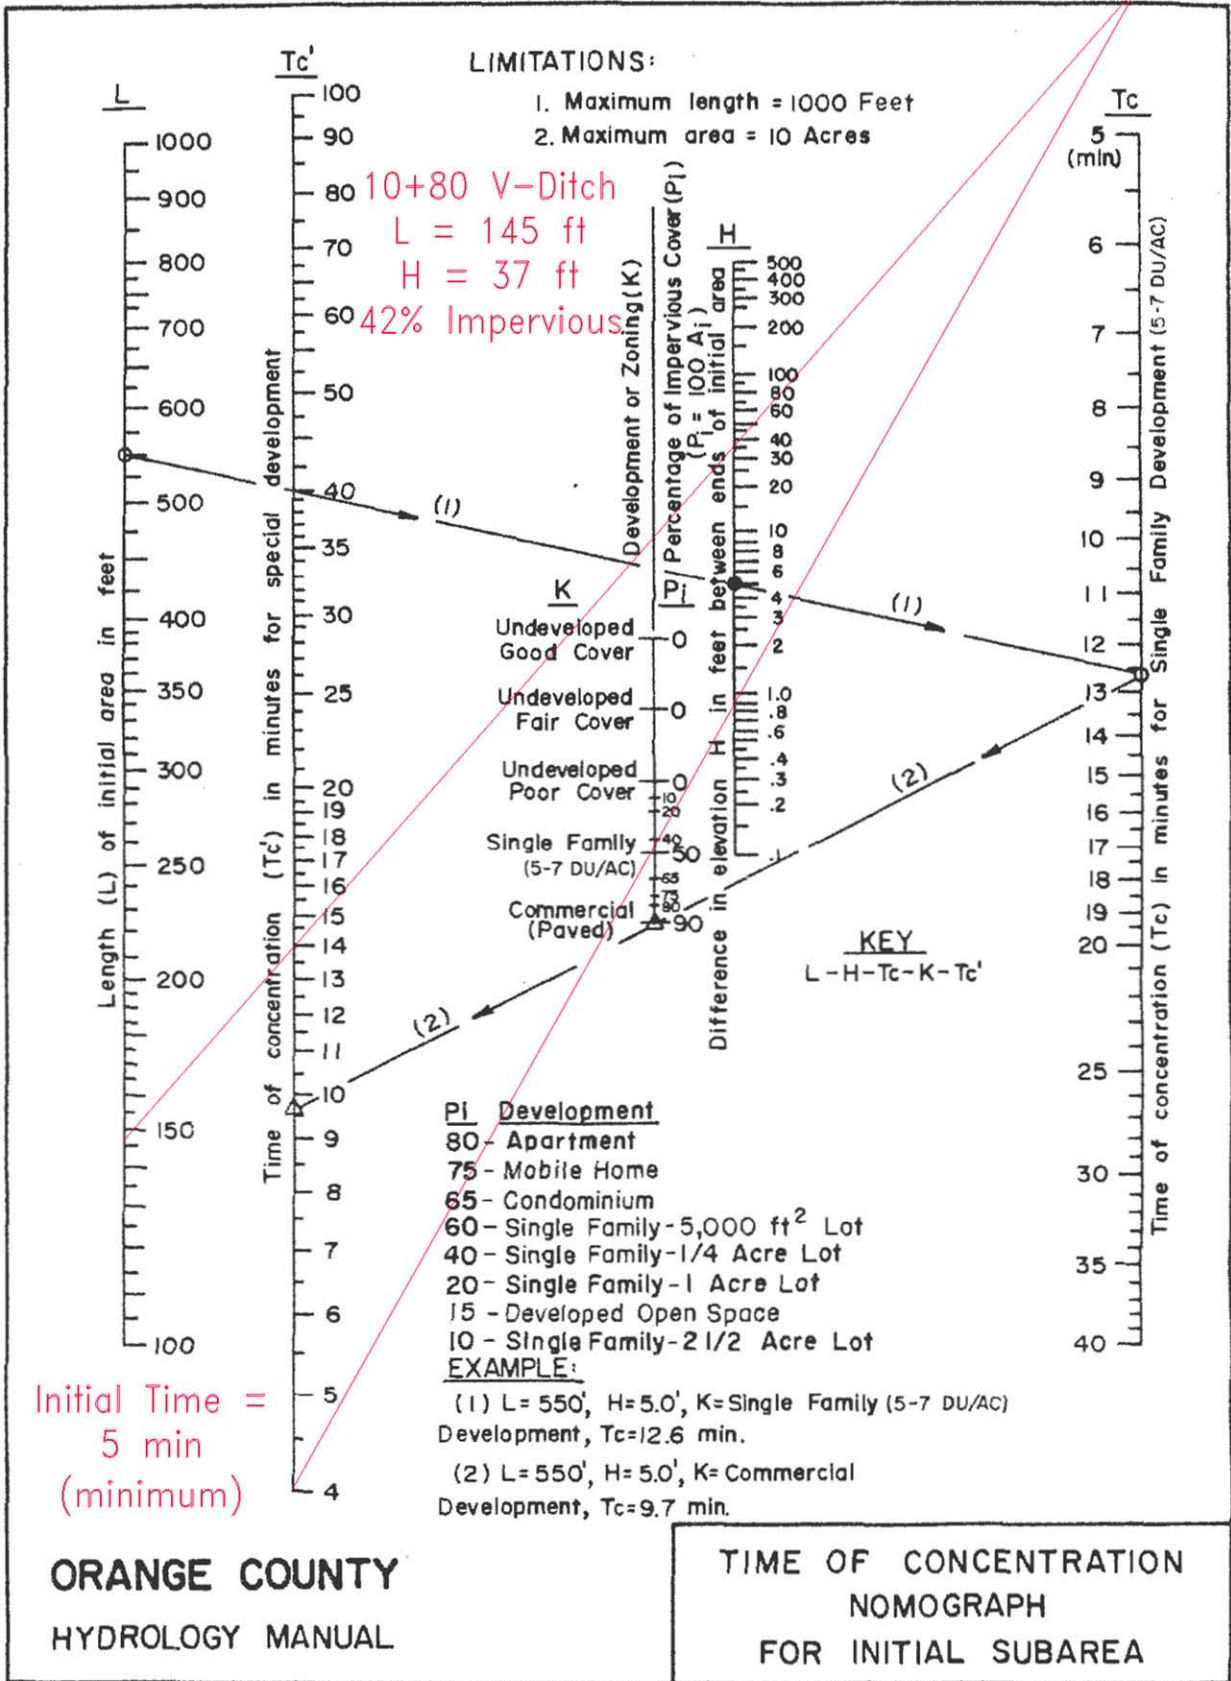 LIMITATIONS:
1. Maximum length = 1000 Feet
2. Maximum area = 10 Acres
L
1000
900
800
700
600
500
400
350
300
250
200
150
100
Length (L) of initial area in feet
Tc'
100
90
80
70
60
50
40
35
30
25
20
19
18
17
16
15
14
13
12
11
10
9
8
7
6
5
4
Time of concentration (Tc') in minutes for special development
10+80 V-Ditch
L = 145 ft
H = 37 ft
42% Impervious
Development or Zoning (K)
Percentage of Impervious Cover (Pi)
(Pi = 100 Ai)
K
Pi
Undeveloped
Good Cover
0
Undeveloped
Fair Cover
0
Undeveloped
Poor Cover
0
10
20
40
Single Family
(5-7 DU/AC)
50
65
75
80
Commercial
(Paved)
90
H
500
400
300
200
100
80
60
40
30
20
10
8
6
4
3
2
1.0
.8
.6
.4
.3
.2
.1
Difference in elevation H in feet between ends of initial area
Tc
5
(min)
6
7
8
9
10
11
12
13
14
15
16
17
18
19
20
25
30
35
40
Time of concentration (Tc) in minutes for Single Family Development (5-7 DU/AC)
(1)
(1)
(2)
(2)
KEY
L-H-Tc-K-Tc'
Pi Development
80 - Apartment
75 - Mobile Home
65 - Condominium
60 - Single Family - 5,000 ft² Lot
40 - Single Family - 1/4 Acre Lot
20 - Single Family - 1 Acre Lot
15 - Developed Open Space
10 - Single Family - 2 1/2 Acre Lot
EXAMPLE:
(1) L= 550', H= 5.0', K= Single Family (5-7 DU/AC)
Development, Tc=12.6 min.
(2) L= 550', H= 5.0', K= Commercial
Development, Tc= 9.7 min.
Initial Time =
5 min
(minimum)
ORANGE COUNTY
HYDROLOGY MANUAL
TIME OF CONCENTRATION
NOMOGRAPH
FOR INITIAL SUBAREA